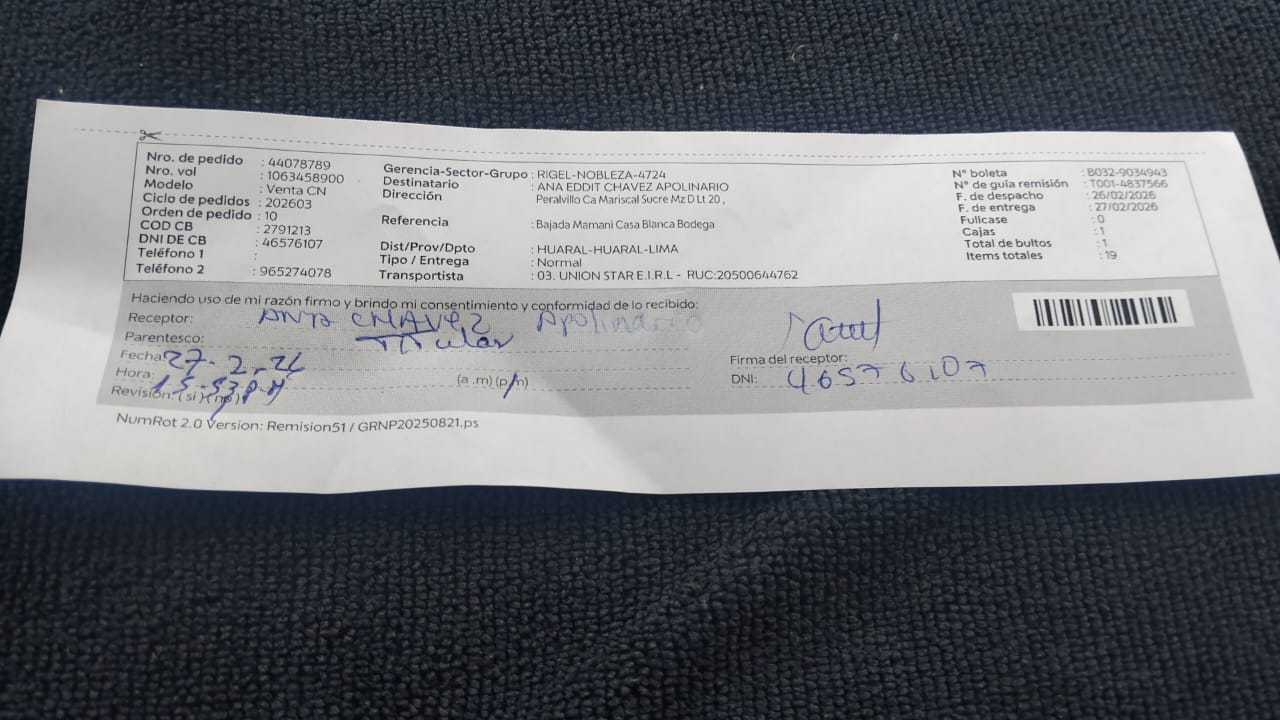 Nro. de pedido : 44078789
Nro. vol : 1063458900
Modelo : Venta CN
Ciclo de pedidos : 202603
Orden de pedido : 10
COD CB : 2791213
DNI DE CB : 46576107
Teléfono 1 :
Teléfono 2 : 965274078
Gerencia-Sector-Grupo : RIGEL-NOBLEZA-4724
Destinatario : ANA EDDIT CHAVEZ APOLINARIO
Dirección Peralvillo Ca Mariscal Sucre Mz D Lt 20 ,
Referencia : Bajada Mamani Casa Blanca Bodega
Dist/Prov/Dpto : HUARAL-HUARAL-LIMA
Tipo / Entrega : Normal
Transportista : 03. UNION STAR E.I.R.L - RUC:20500644762
N° boleta : B032-9034943
N° de guia remisión : T001-4837566
F. de despacho : 26/02/2026
F. de entrega : 27/02/2026
Fullcase : 0
Cajas : 1
Total de bultos : 1
Items totales : 19
Haciendo uso de mi razón firmo y brindo mi consentimiento y conformidad de lo recibido:
Receptor: CHAVEZ Apolinario
Parentesco: Titular
Fecha: 27-2-26
Hora: (a .m) (p/m)
Revisión: (si) (no)
Firma del receptor:
DNI: 46576107
NumRot 2.0 Version: Remision51 / GRNP20250821.ps